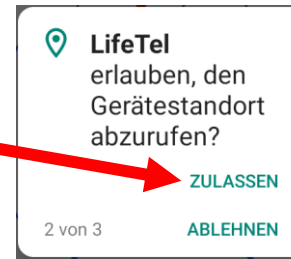 LifeTel
erlauben, den
Gerätestandort
abzurufen?
ZULASSEN
2 von 3 ABLEHNEN